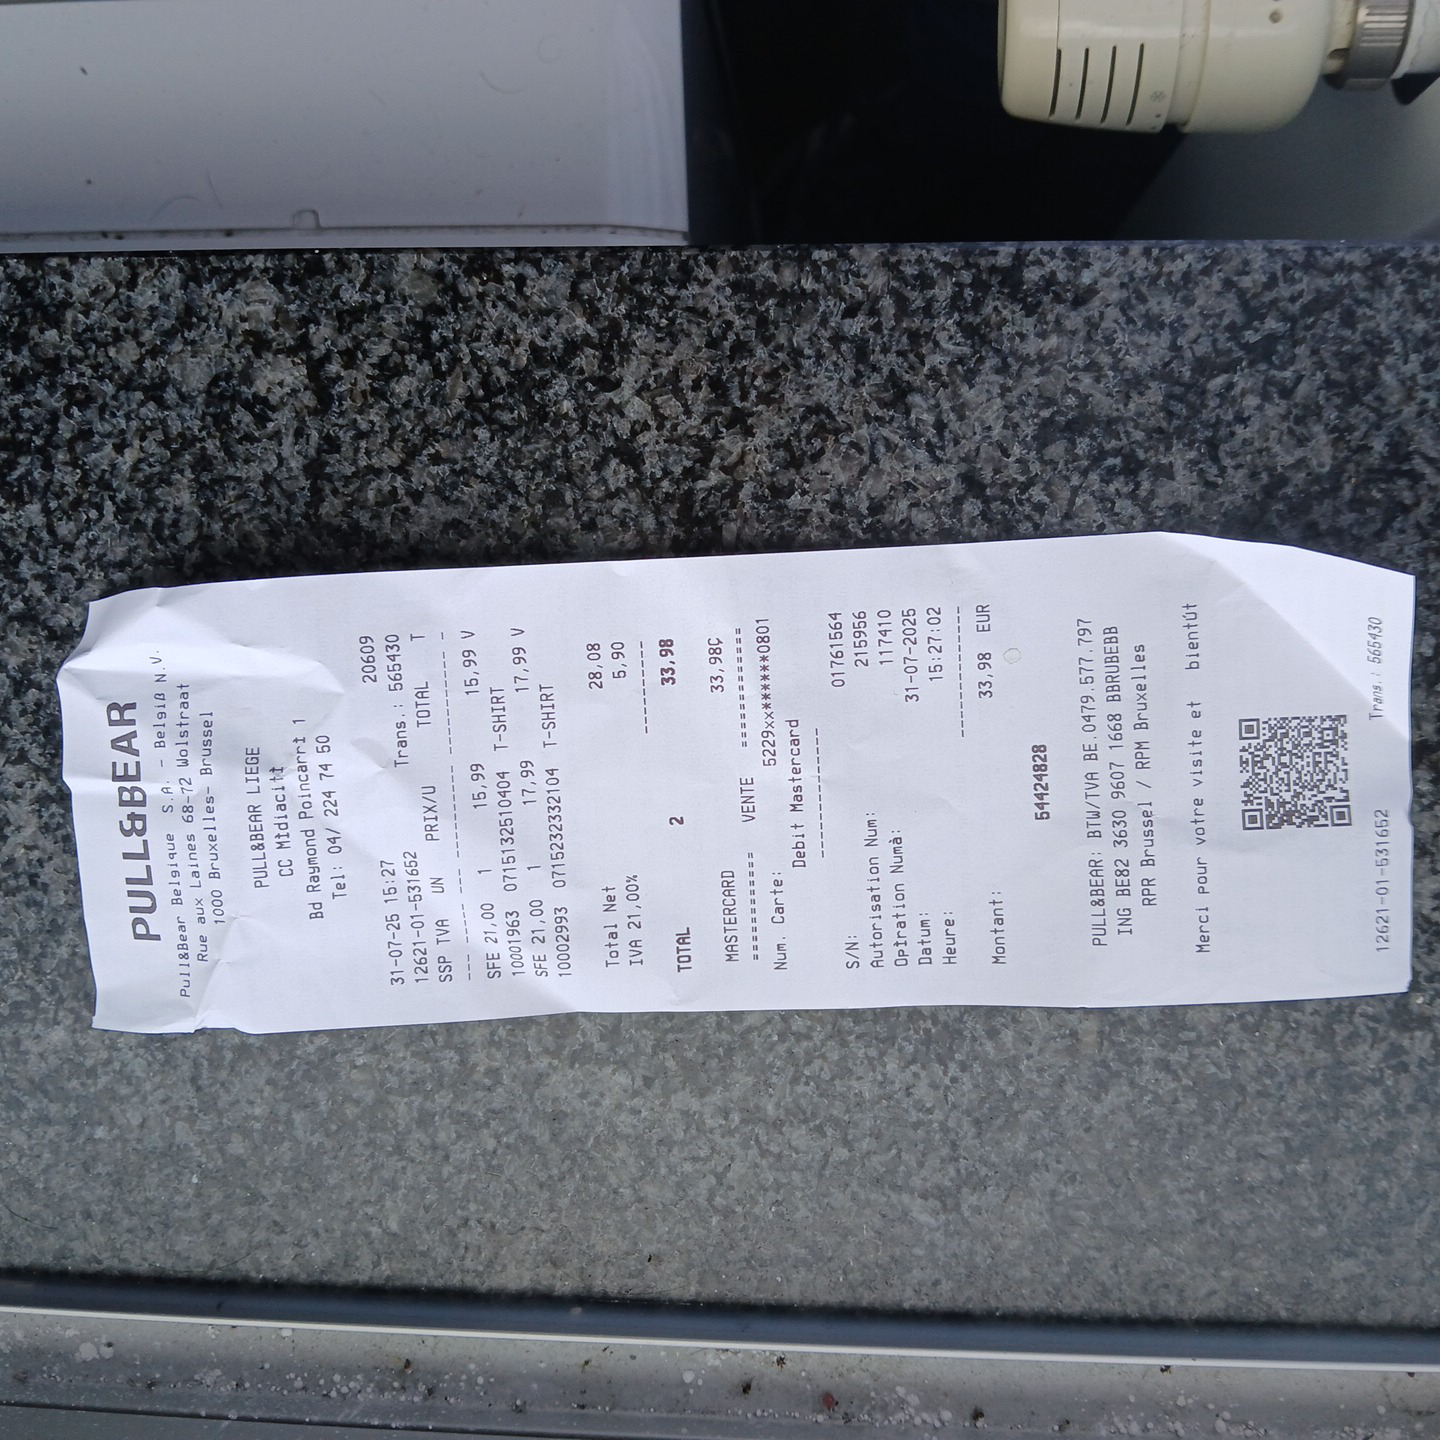 PULL&BEAR
Pull&Bear Belgique S.A. - Belgiß N.V.
Rue aux Laines 68-72 Wolstraat
1000 Bruxelles- Brussel
PULL&BEAR LIEGE
CC Mtdiacitt
Bd Raymond Poincart 1
Tel: 04/ 224 74 50
31-07-25 15:27 20609
12621-01-531652 Trans.: 565430
SSP TVA UN PRIX/U TOTAL T
SFE 21,00 1 15,99 15,99 V
10001963 0715132510404 T-SHIRT
SFE 21,00 1 17,99 17,99 V
10002993 0715232332104 T-SHIRT
Total Net 28,08
IVA 21,00% 5,90
TOTAL 2 33,98
MASTERCARD 33,98Ç
=========== VENTE ===========
Num. Carte: 5229xx******0801
Debit Mastercard
S/N: 01761564
Autorisation Num: 215956
Optration Numà: 117410
Datum: 31-07-2025
Heure: 15:27:02
Montant: 33,98 EUR
54424828
PULL&BEAR: BTW/TVA BE.0479.577.797
ING BE82 3630 9607 1668 BBRUBEBB
RPR Brussel / RPM Bruxelles
Merci pour votre visite et bientút
12621-01-531652 Trans.: 565430